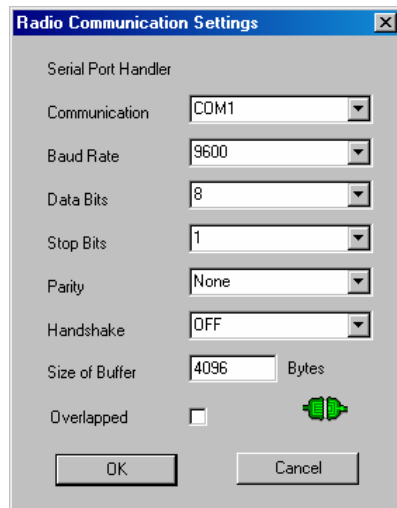 Radio Communication Settings
Serial Port Handler
Communication COM1
Baud Rate 9600
Data Bits 8
Stop Bits 1
Parity None
Handshake OFF
Size of Buffer 4096 Bytes
Overlapped
OK Cancel